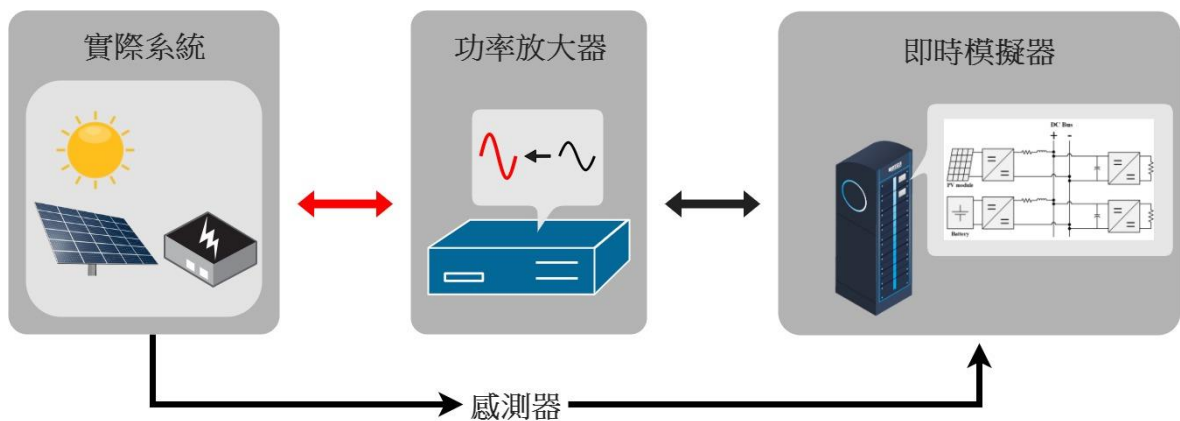 實際系統
功率放大器
即時模擬器
DC Bus
+ -
PV module
Battery
感測器